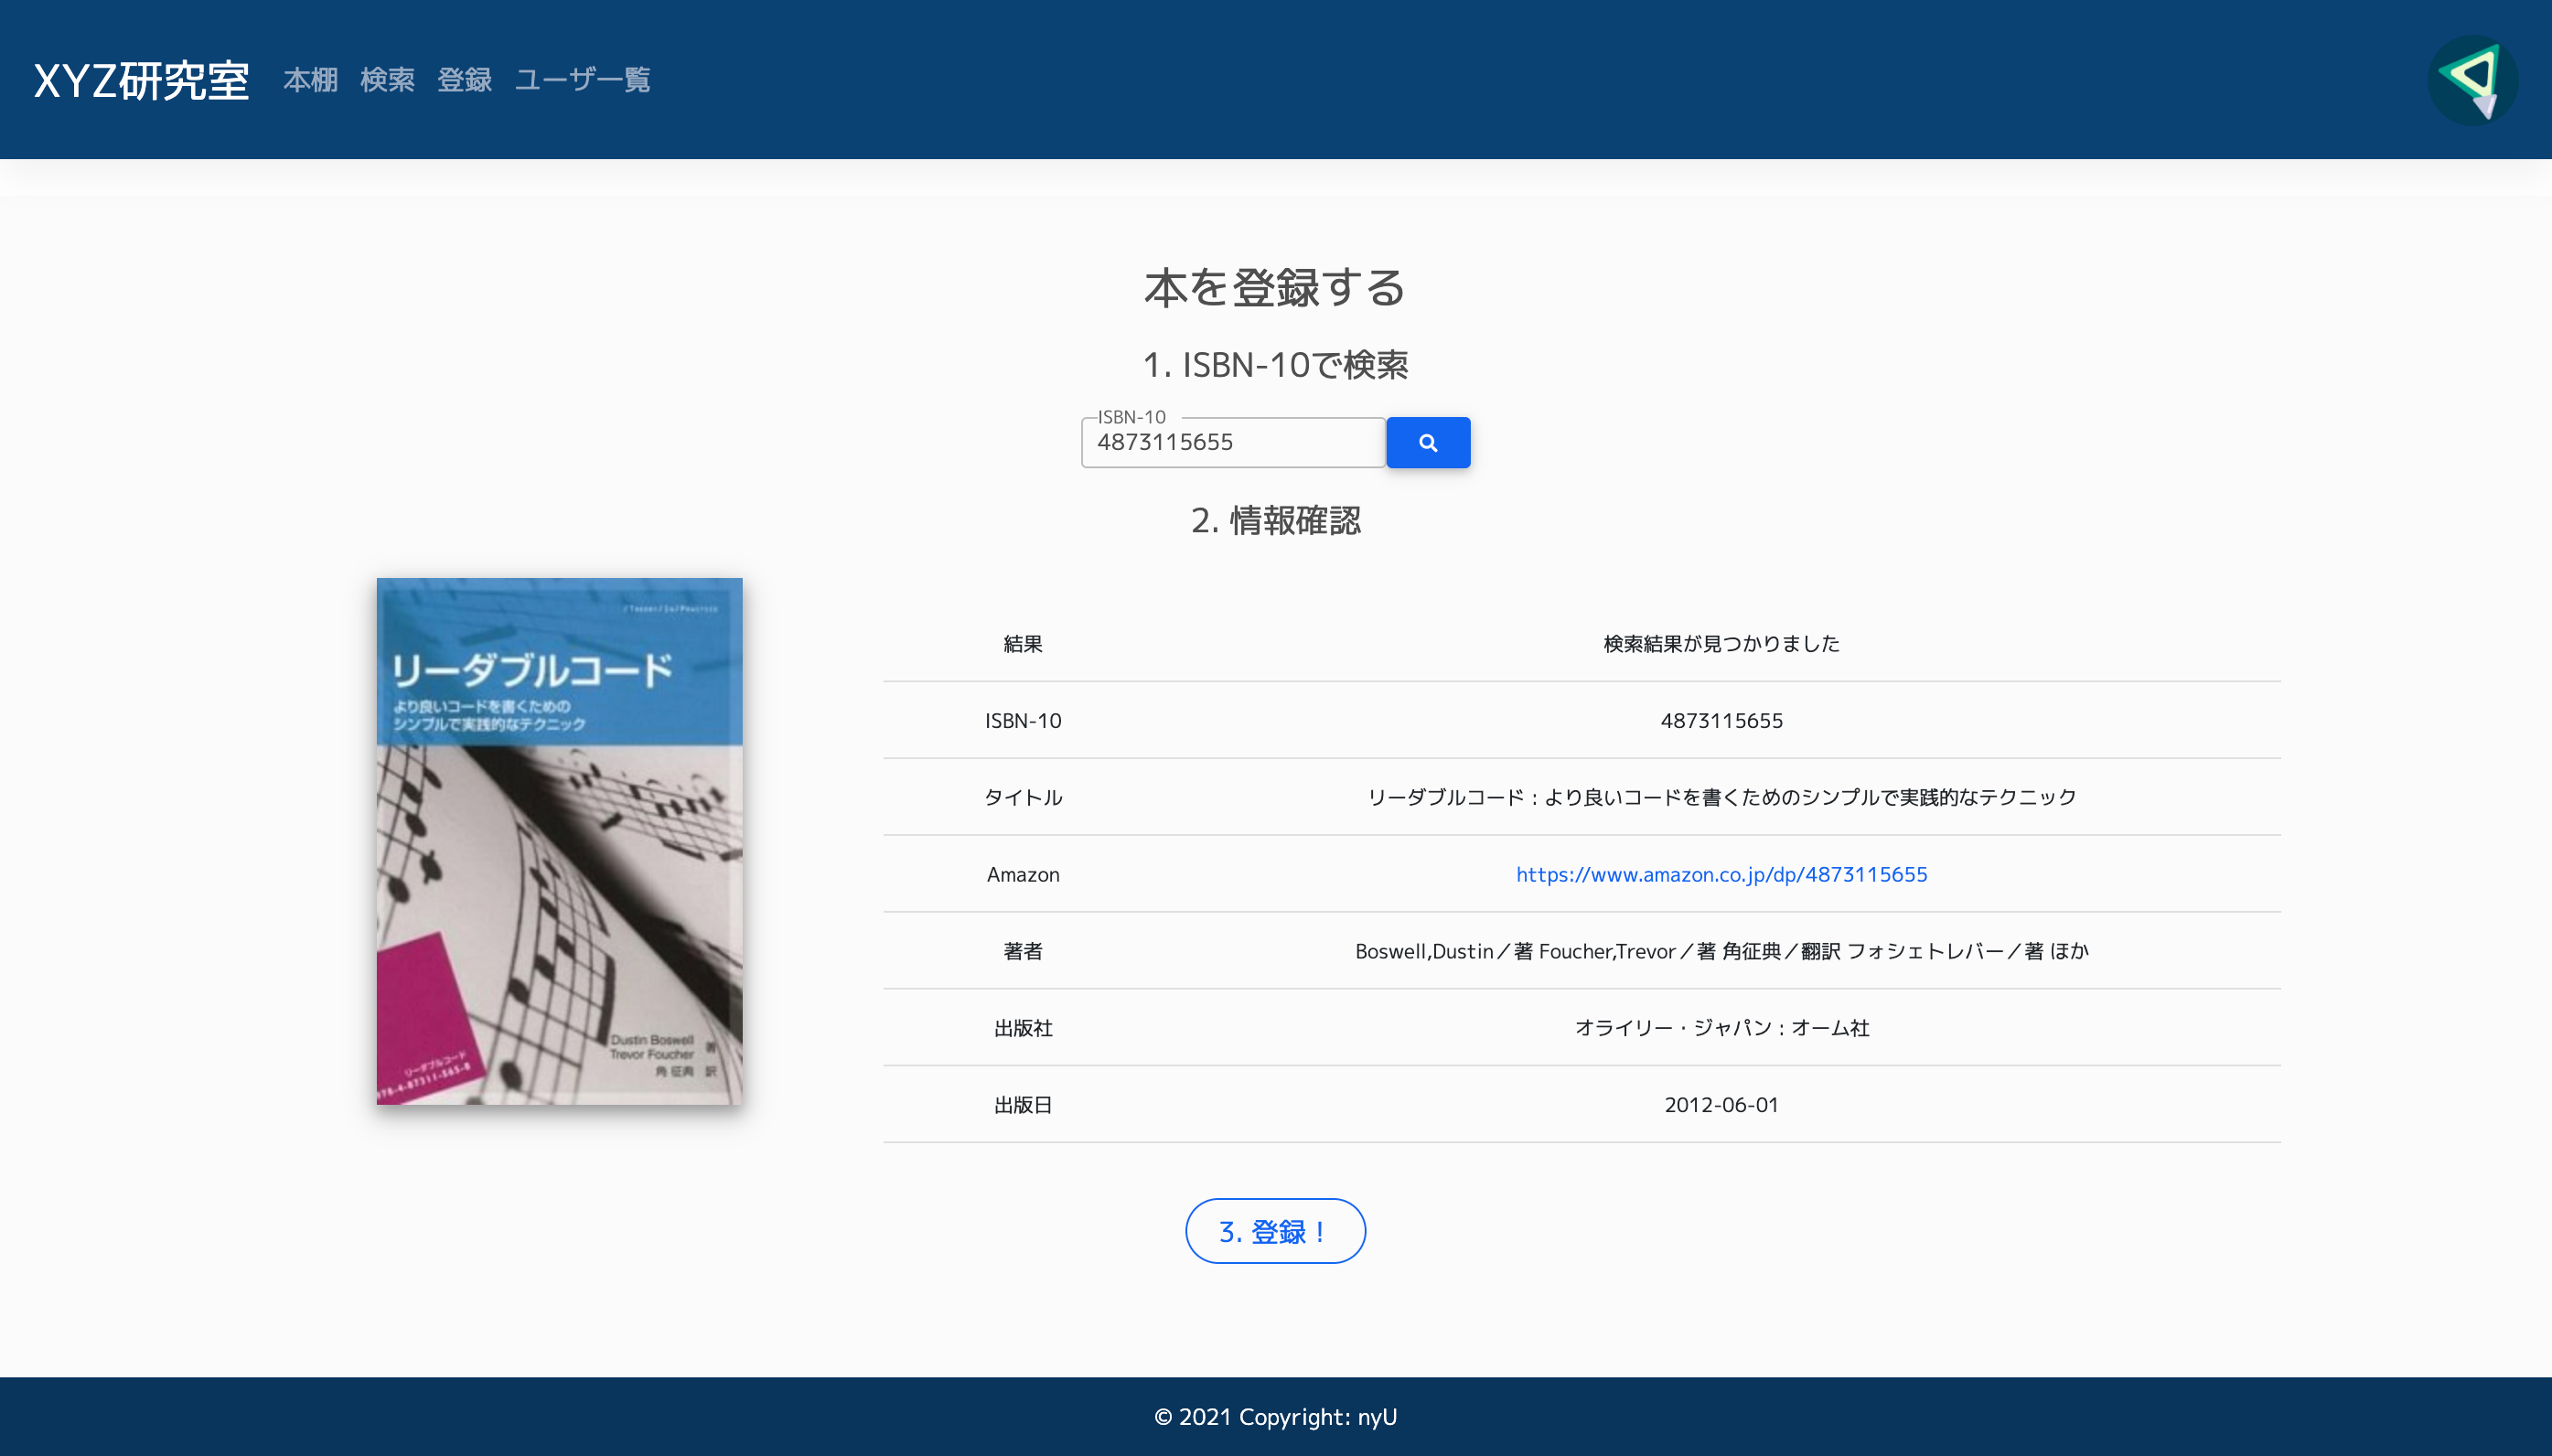 XYZ研究室 本棚 検索 登録 ユーザ一覧
本を登録する
1. ISBN-10で検索
ISBN-10
4873115655
2. 情報確認
リーダブルコード
より良いコードを書くための
シンプルで実践的なテクニック
Dustin Boswell
Trevor Foucher 著
角 征典 訳
リーダブルコード
結果 検索結果が見つかりました
ISBN-10 4873115655
タイトル リーダブルコード : より良いコードを書くためのシンプルで実践的なテクニック
Amazon https://www.amazon.co.jp/dp/4873115655
著者 Boswell,Dustin／著 Foucher,Trevor／著 角征典／翻訳 フォシェトレバー／著 ほか
出版社 オライリー・ジャパン : オーム社
出版日 2012-06-01
3. 登録！
© 2021 Copyright: nyU